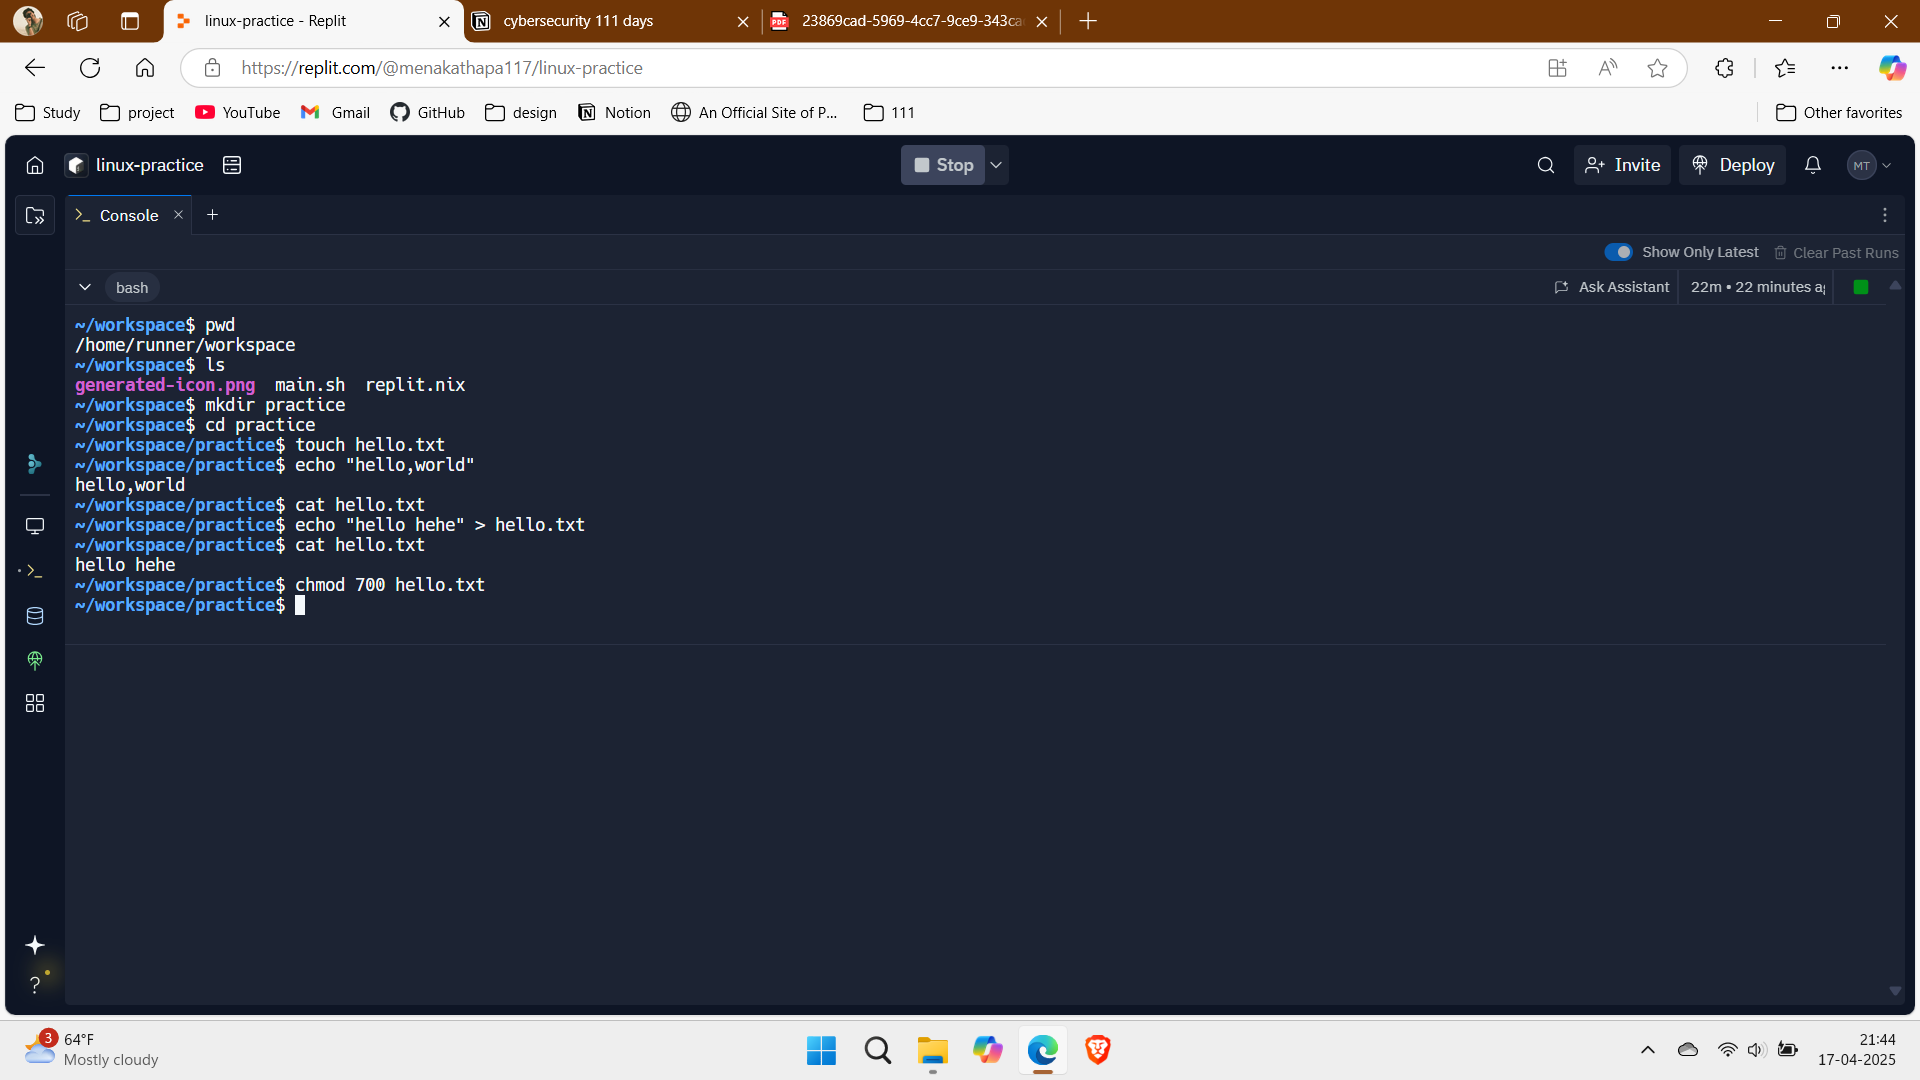 linux-practice - Replit
cybersecurity 111 days
PDF
23869cad-5969-4cc7-9ce9-343ca
https://replit.com/@menakathapa117/linux-practice
Study
project
YouTube
Gmail
GitHub
design
Notion
An Official Site of P...
111
Other favorites
linux-practice
Stop
Invite
Deploy
MT
Console
Show Only Latest
Clear Past Runs
bash
Ask Assistant
22m • 22 minutes a
~/workspace$ pwd
/home/runner/workspace
~/workspace$ ls
generated-icon.png main.sh replit.nix
~/workspace$ mkdir practice
~/workspace$ cd practice
~/workspace/practice$ touch hello.txt
~/workspace/practice$ echo "hello,world"
hello,world
~/workspace/practice$ cat hello.txt
~/workspace/practice$ echo "hello hehe" > hello.txt
~/workspace/practice$ cat hello.txt
hello hehe
~/workspace/practice$ chmod 700 hello.txt
~/workspace/practice$
?
3
64°F
Mostly cloudy
21:44
17-04-2025